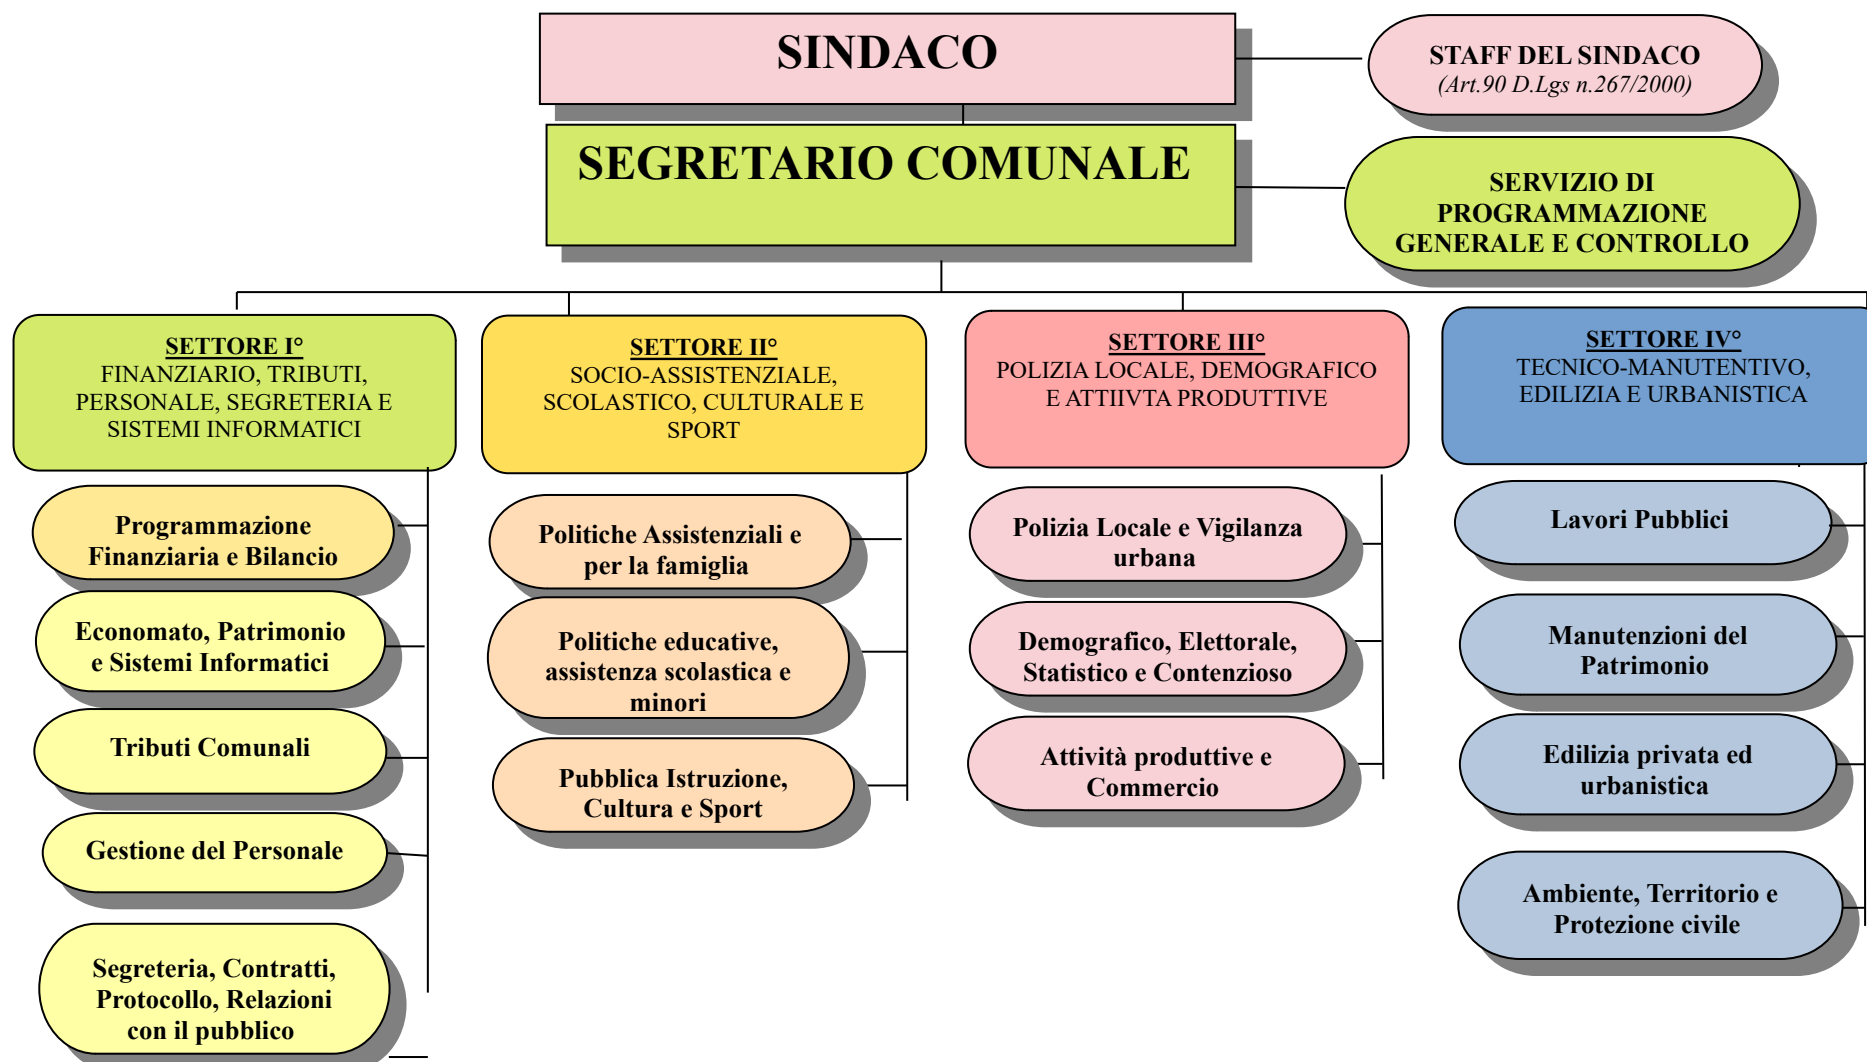 SINDACO
STAFF DEL SINDACO
(Art.90 D.Lgs n.267/2000)
SEGRETARIO COMUNALE
SERVIZIO DI
PROGRAMMAZIONE
GENERALE E CONTROLLO
SETTORE I°
FINANZIARIO, TRIBUTI,
PERSONALE, SEGRETERIA E
SISTEMI INFORMATICI
Programmazione
Finanziaria e Bilancio
Economato, Patrimonio
e Sistemi Informatici
Tributi Comunali
Gestione del Personale
Segreteria, Contratti,
Protocollo, Relazioni
con il pubblico
SETTORE II°
SOCIO-ASSISTENZIALE,
SCOLASTICO, CULTURALE E
SPORT
Politiche Assistenziali e
per la famiglia
Politiche educative,
assistenza scolastica e
minori
Pubblica Istruzione,
Cultura e Sport
SETTORE III°
POLIZIA LOCALE, DEMOGRAFICO
E ATTIIVTA PRODUTTIVE
Polizia Locale e Vigilanza
urbana
Demografico, Elettorale,
Statistico e Contenzioso
Attività produttive e
Commercio
SETTORE IV°
TECNICO-MANUTENTIVO,
EDILIZIA E URBANISTICA
Lavori Pubblici
Manutenzioni del
Patrimonio
Edilizia privata ed
urbanistica
Ambiente, Territorio e
Protezione civile